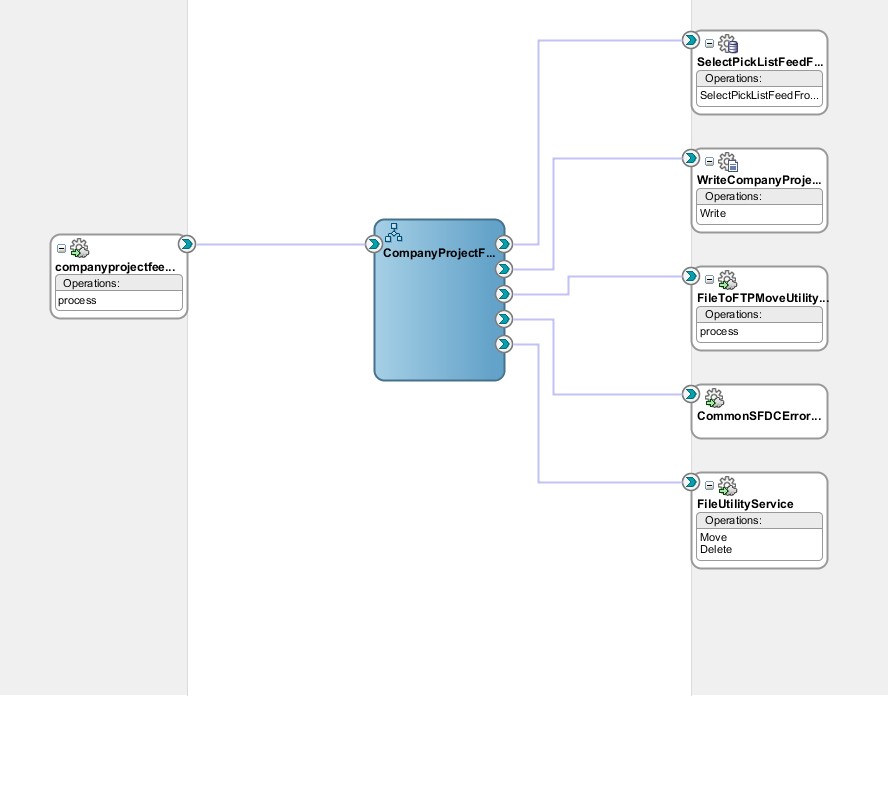 companyprojectfee...
Operations:
process
CompanyProjectF...
SelectPickListFeedF...
Operations:
SelectPickListFeedFro...
WriteCompanyProje...
Operations:
Write
FileToFTPMoveUtility...
Operations:
process
CommonSFDCError...
FileUtilityService
Operations:
Move
Delete